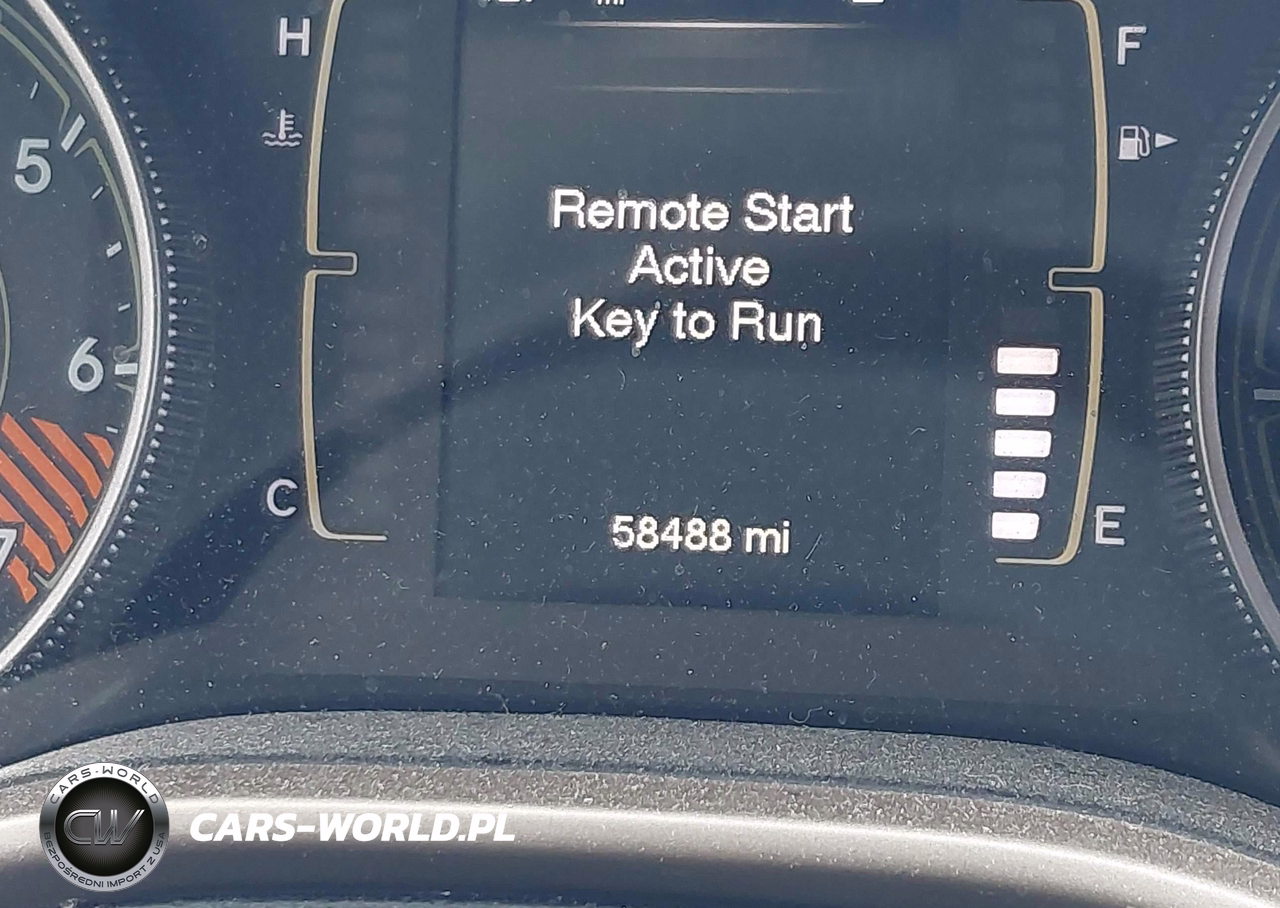 H
F
5
Remote Start
Active
Key to Run
6
C
E
7
58488 mi
CARS-WORLD
CW
BEZPOŚREDNI IMPORT Z USA
CARS-WORLD.PL